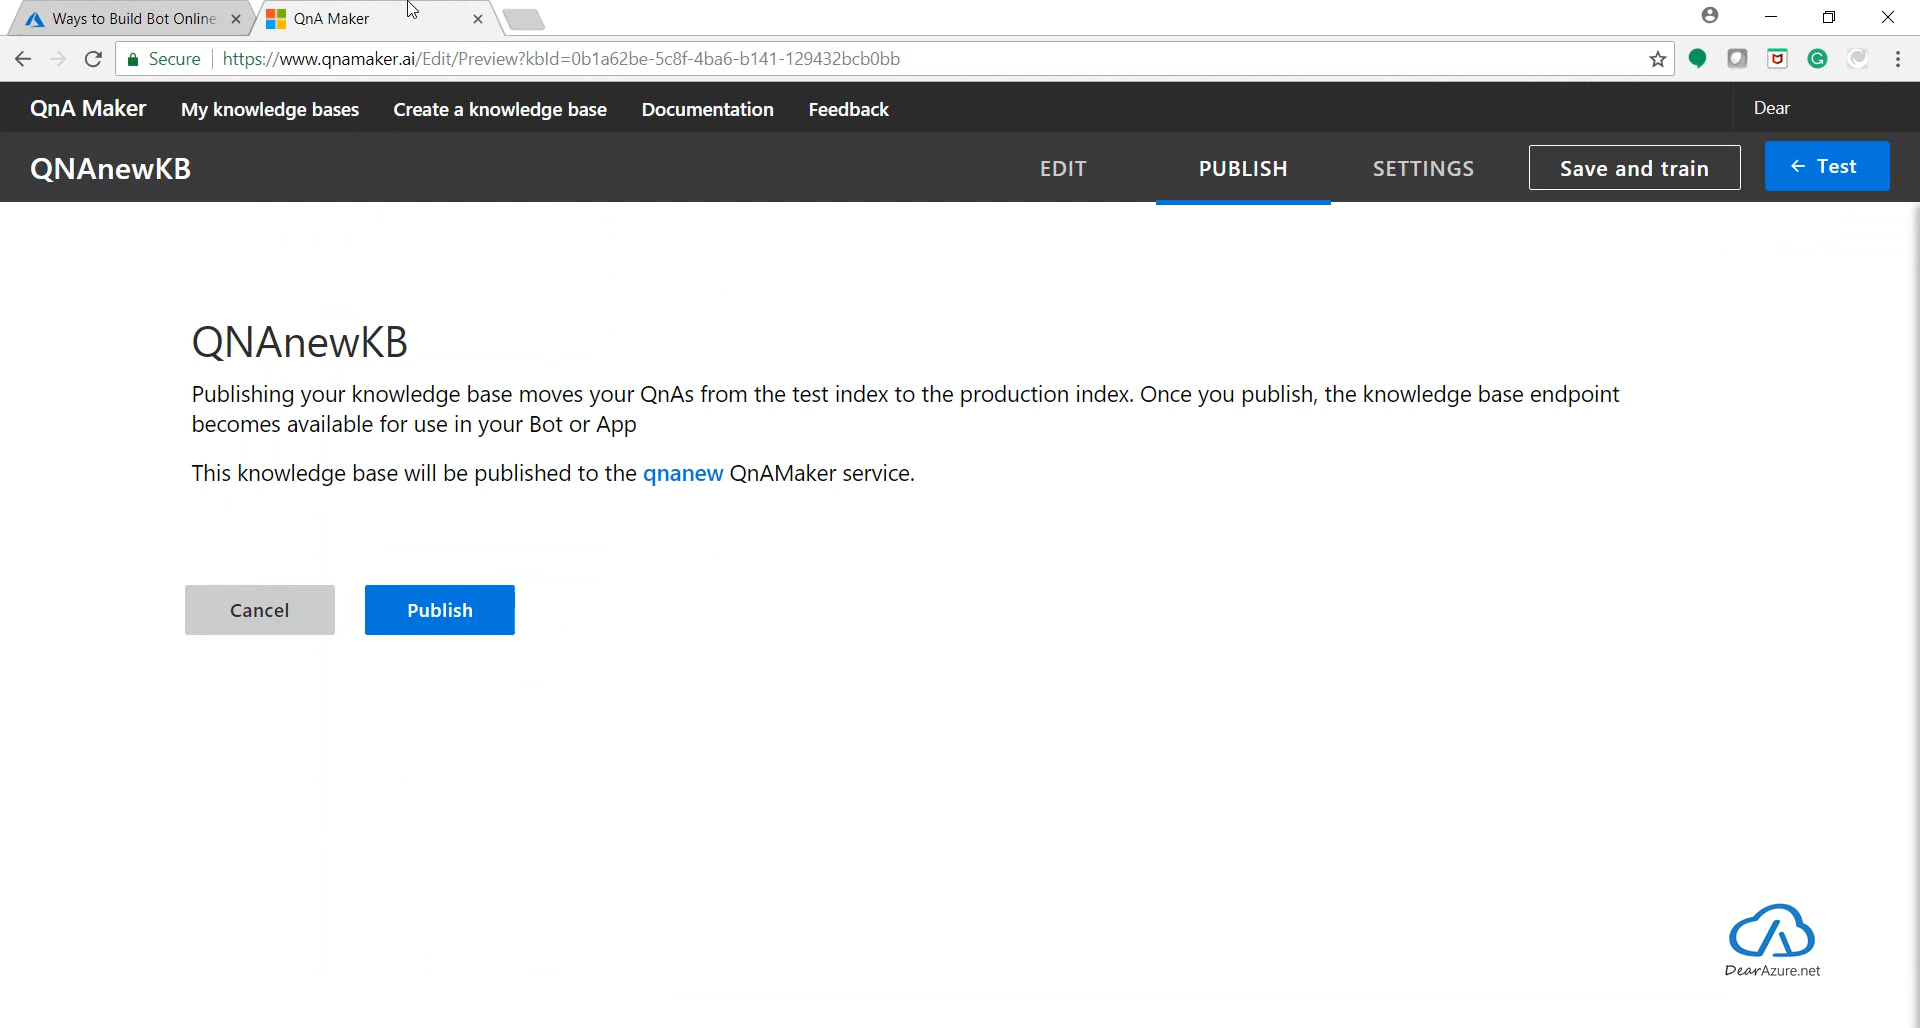 Ways to Build Bot Online
QnA Maker
Secure
https://www.qnamaker.ai/Edit/Preview?kbId=0b1a62be-5c8f-4ba6-b141-129432bcb0bb
QnA Maker
My knowledge bases
Create a knowledge base
Documentation
Feedback
Dear
QNAnewKB
EDIT
PUBLISH
SETTINGS
Save and train
← Test
QNAnewKB
Publishing your knowledge base moves your QnAs from the test index to the production index. Once you publish, the knowledge base endpoint
becomes available for use in your Bot or App
This knowledge base will be published to the qnanew QnAMaker service.
Cancel
Publish
DearAzure.net